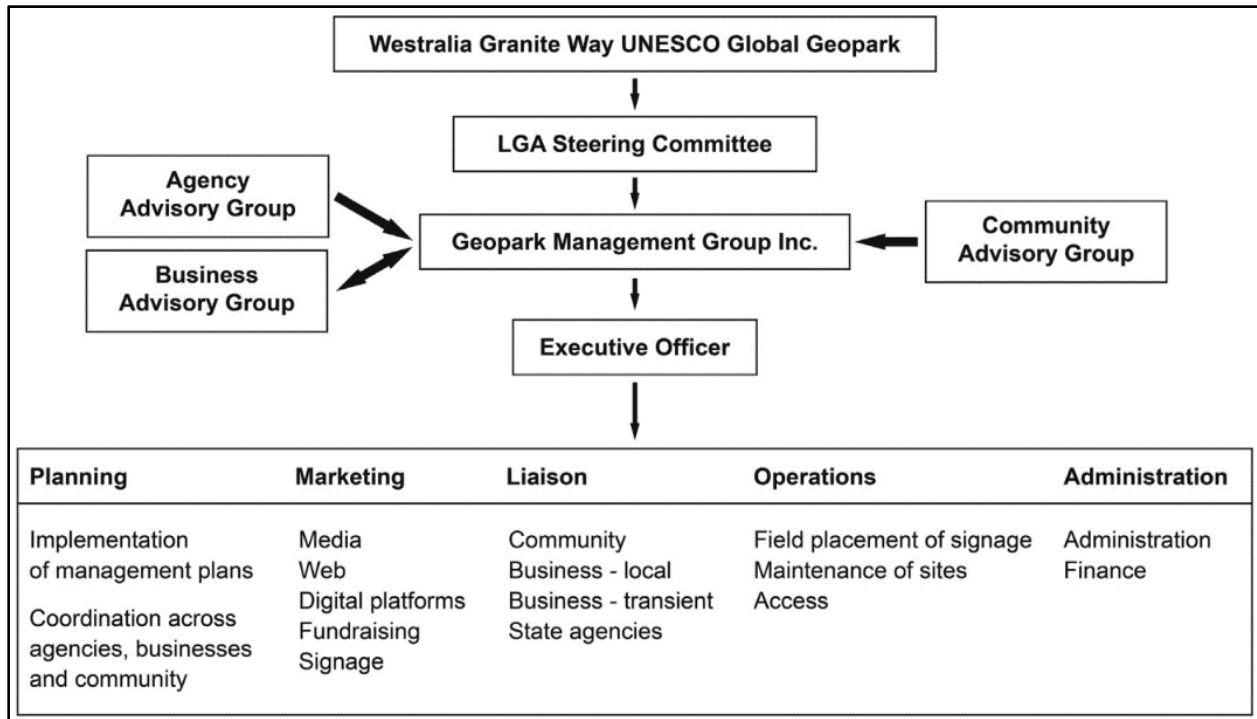 Westralia Granite Way UNESCO Global Geopark
LGA Steering Committee
Agency
Advisory Group
Business
Advisory Group
Geopark Management Group Inc.
Community
Advisory Group
Executive Officer
Planning
Implementation
of management plans
Coordination across
agencies, businesses
and community
Marketing
Media
Web
Digital platforms
Fundraising
Signage
Liaison
Community
Business - local
Business - transient
State agencies
Operations
Field placement of signage
Maintenance of sites
Access
Administration
Administration
Finance